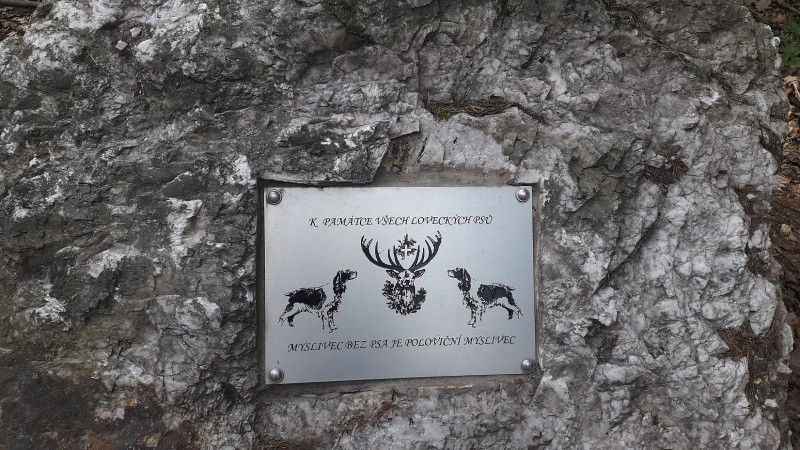 K. PAMÁTCE VŠECH LOVECKÝCH PSŮ
MYSLIVEC BEZ PSA JE POLOVIČNÍ MYSLIVEC